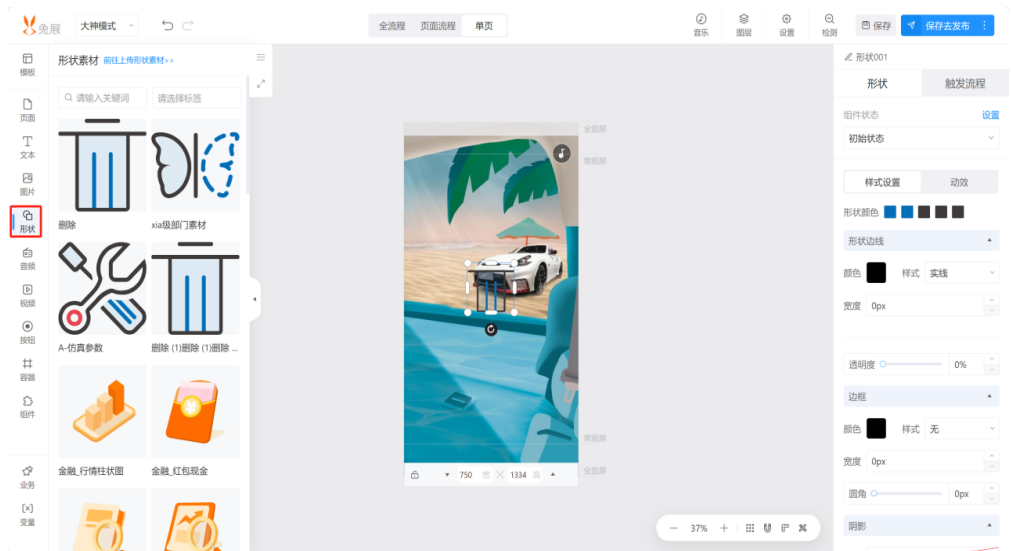 兔展
大神模式
全流程 页面流程 单页
音乐
图层
设置
检测
保存
保存去发布
模板
页面
文本
图片
形状
音频
视频
按钮
容器
组件
业务
变量
形状素材 前往上传形状素材>>
请输入关键词
请选择标签
删除
xia级部门素材
A-仿真参数
删除 (1)删除 (1)删除 ...
金融_行情柱状图
金融_红包现金
全面屏
常规屏
常规屏
全面屏
750 宽 1334 高
37%
形状001
形状 触发流程
组件状态 设置
初始状态
样式设置 动效
形状颜色
形状边线
颜色 样式 实线
宽度 0px
透明度 0%
边框
颜色 样式 无
宽度 0px
圆角 0px
阴影